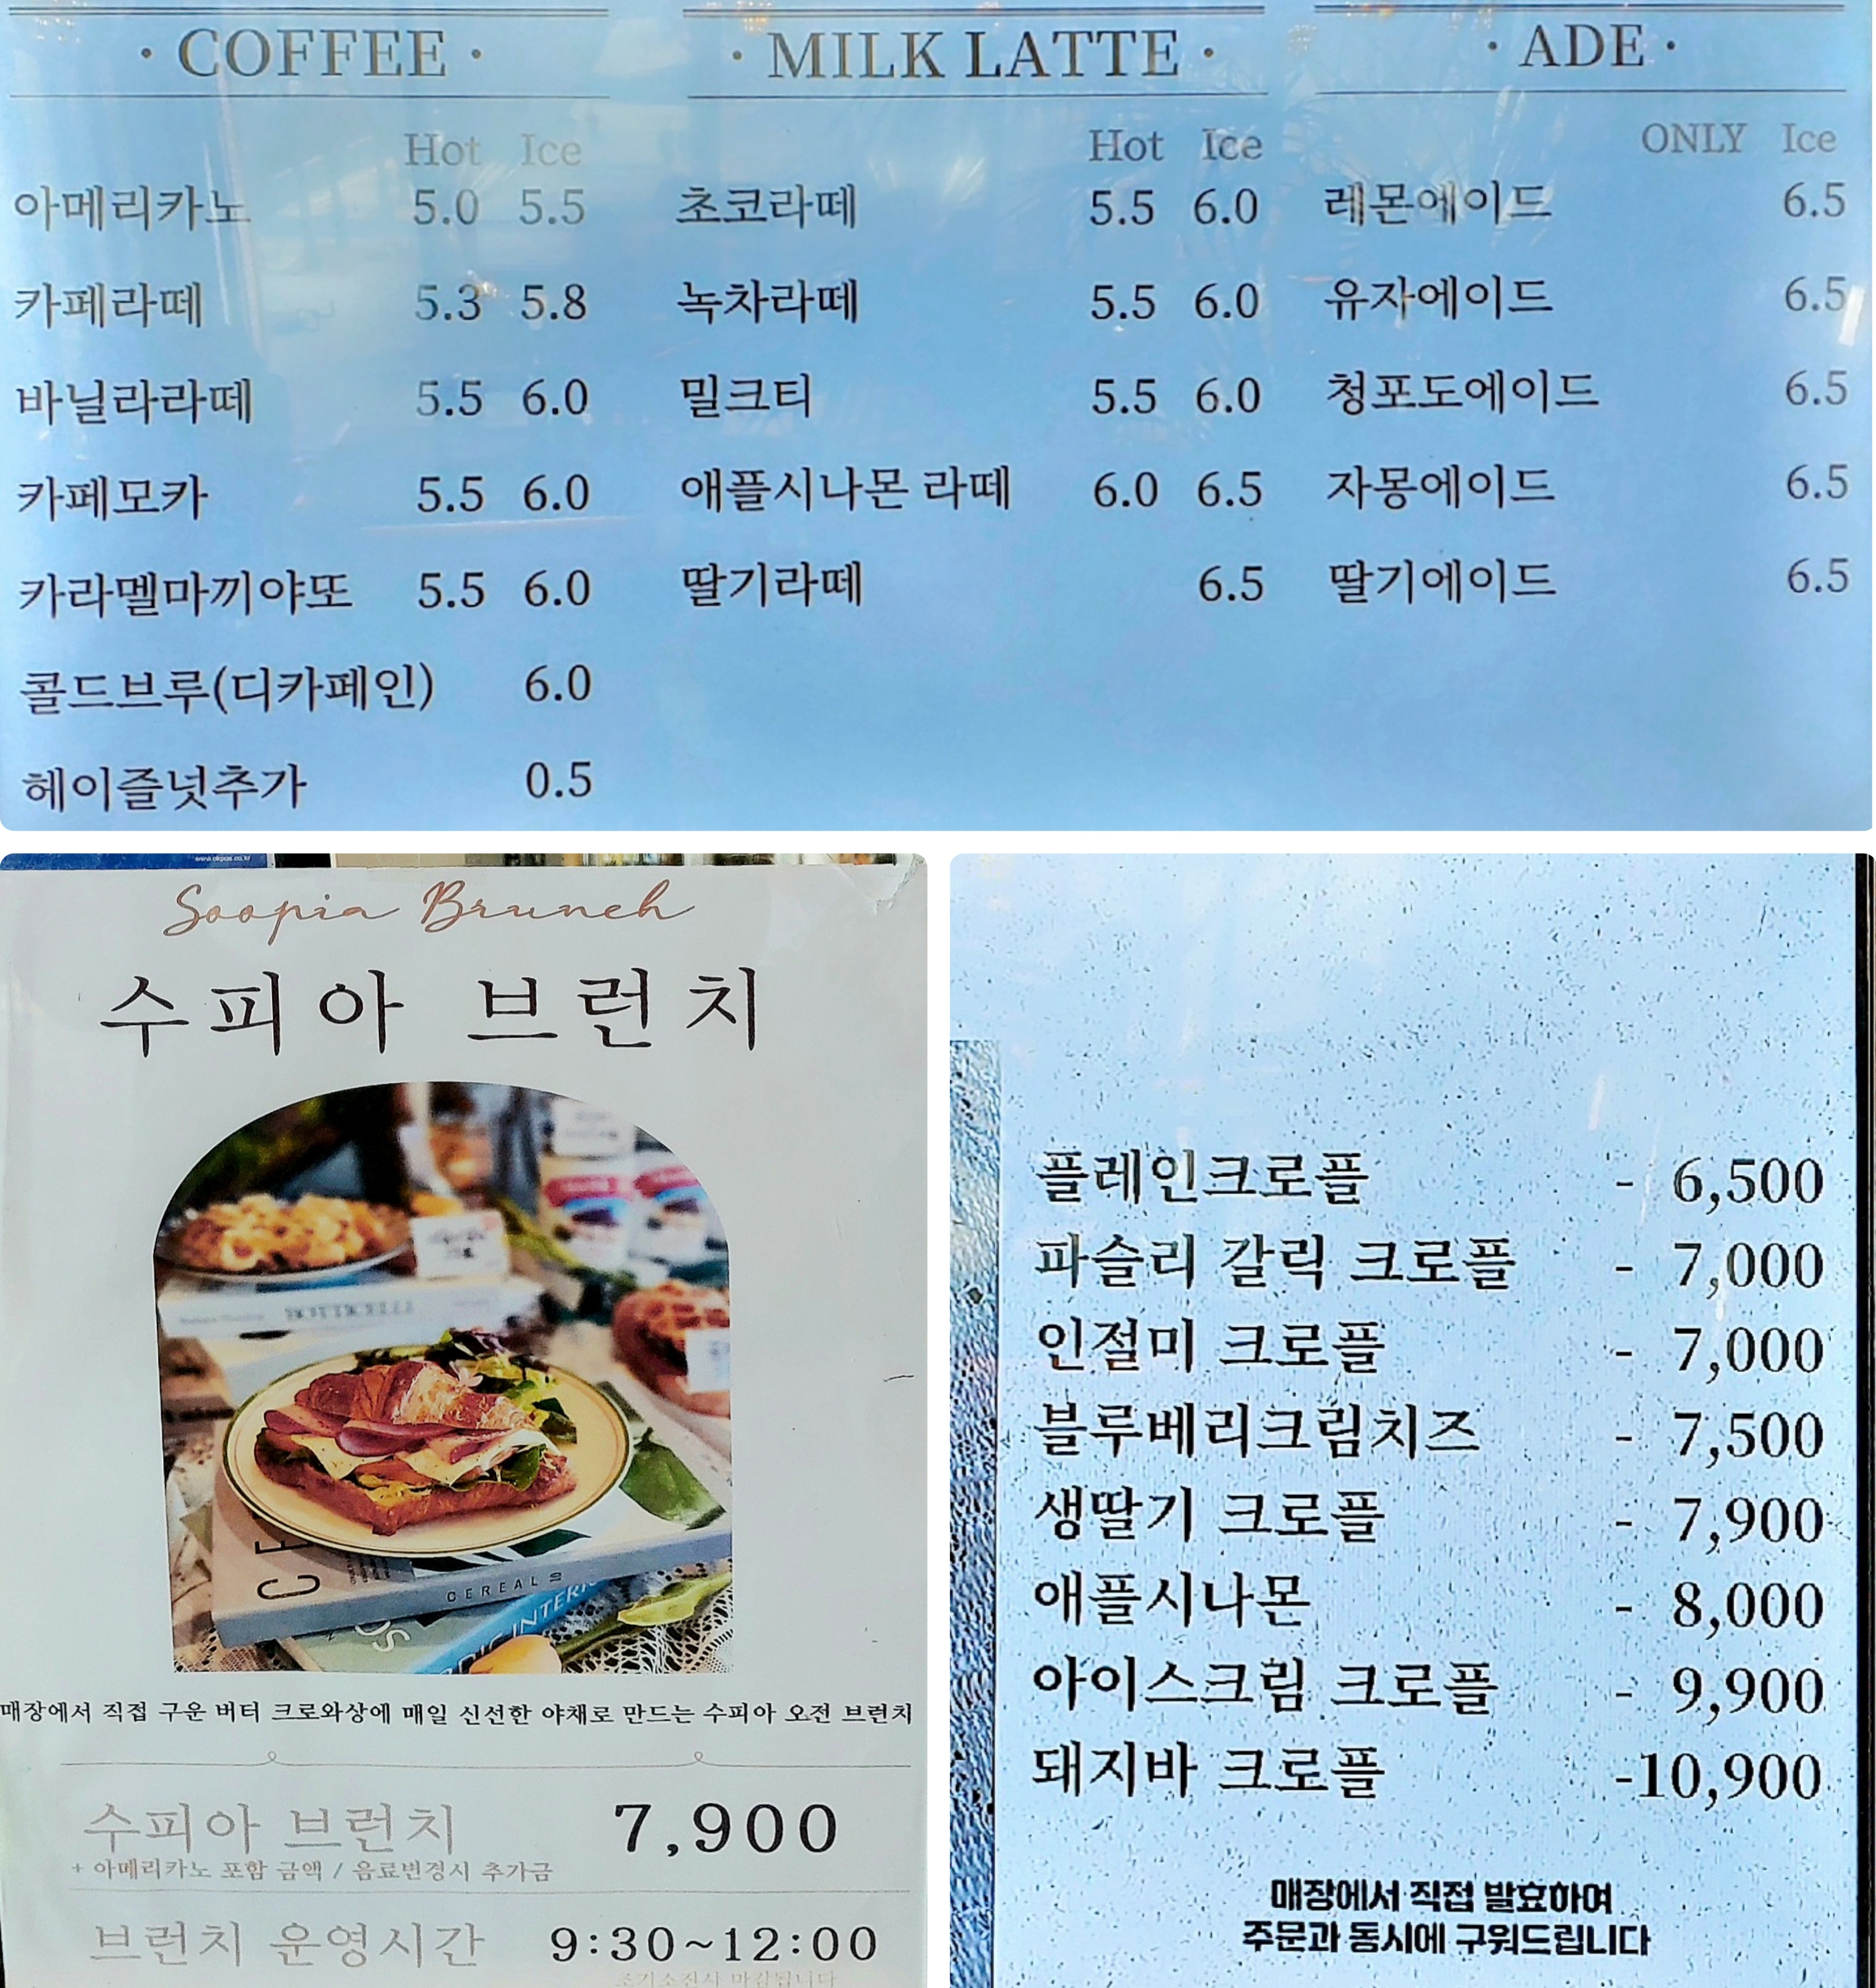 · COFFEE ·
Hot Ice
아메리카노 5.0 5.5
카페라떼 5.3 5.8
바닐라라떼 5.5 6.0
카페모카 5.5 6.0
카라멜마끼야또 5.5 6.0
콜드브루(디카페인) 6.0
헤이즐넛추가 0.5
· MILK LATTE ·
Hot Ice
초코라떼 5.5 6.0
녹차라떼 5.5 6.0
밀크티 5.5 6.0
애플시나몬 라떼 6.0 6.5
딸기라떼 6.5
· ADE ·
ONLY Ice
레몬에이드 6.5
유자에이드 6.5
청포도에이드 6.5
자몽에이드 6.5
딸기에이드 6.5
Soopia Brunch
수피아 브런치
CEREAL
매장에서 직접 구운 버터 크로와상에 매일 신선한 야채로 만드는 수피아 오전 브런치
수피아 브런치 7,900
+ 아메리카노 포함 금액 / 음료변경시 추가금
브런치 운영시간 9:30~12:00
조기소진시 마감됩니다
플레인크로플 - 6,500
파슬리 갈릭 크로플 - 7,000
인절미 크로플 - 7,000
블루베리크림치즈 - 7,500
생딸기 크로플 - 7,900
애플시나몬 - 8,000
아이스크림 크로플 - 9,900
돼지바 크로플 -10,900
매장에서 직접 발효하여
주문과 동시에 구워드립니다